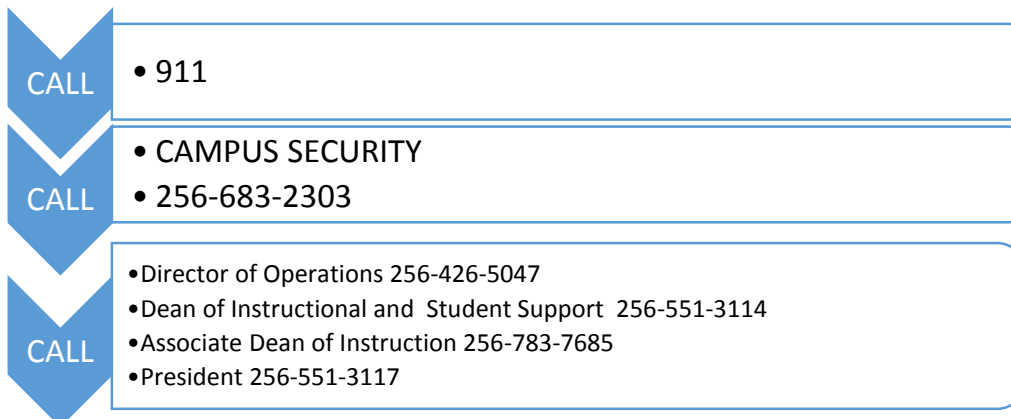 CALL
• 911
CALL
• CAMPUS SECURITY
• 256-683-2303
CALL
•Director of Operations 256-426-5047
•Dean of Instructional and  Student Support  256-551-3114
•Associate Dean of Instruction 256-783-7685
•President 256-551-3117